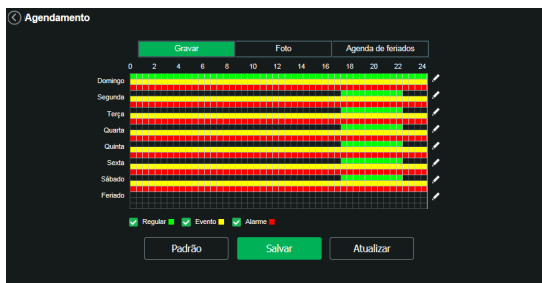 Agendamento
Gravar Foto Agenda de feriados
0 2 4 6 8 10 12 14 16 18 20 22 24
Domingo
Segunda
Terça
Quarta
Quinta
Sexta
Sábado
Feriado
Regular Evento Alarme
Padrão Salvar Atualizar